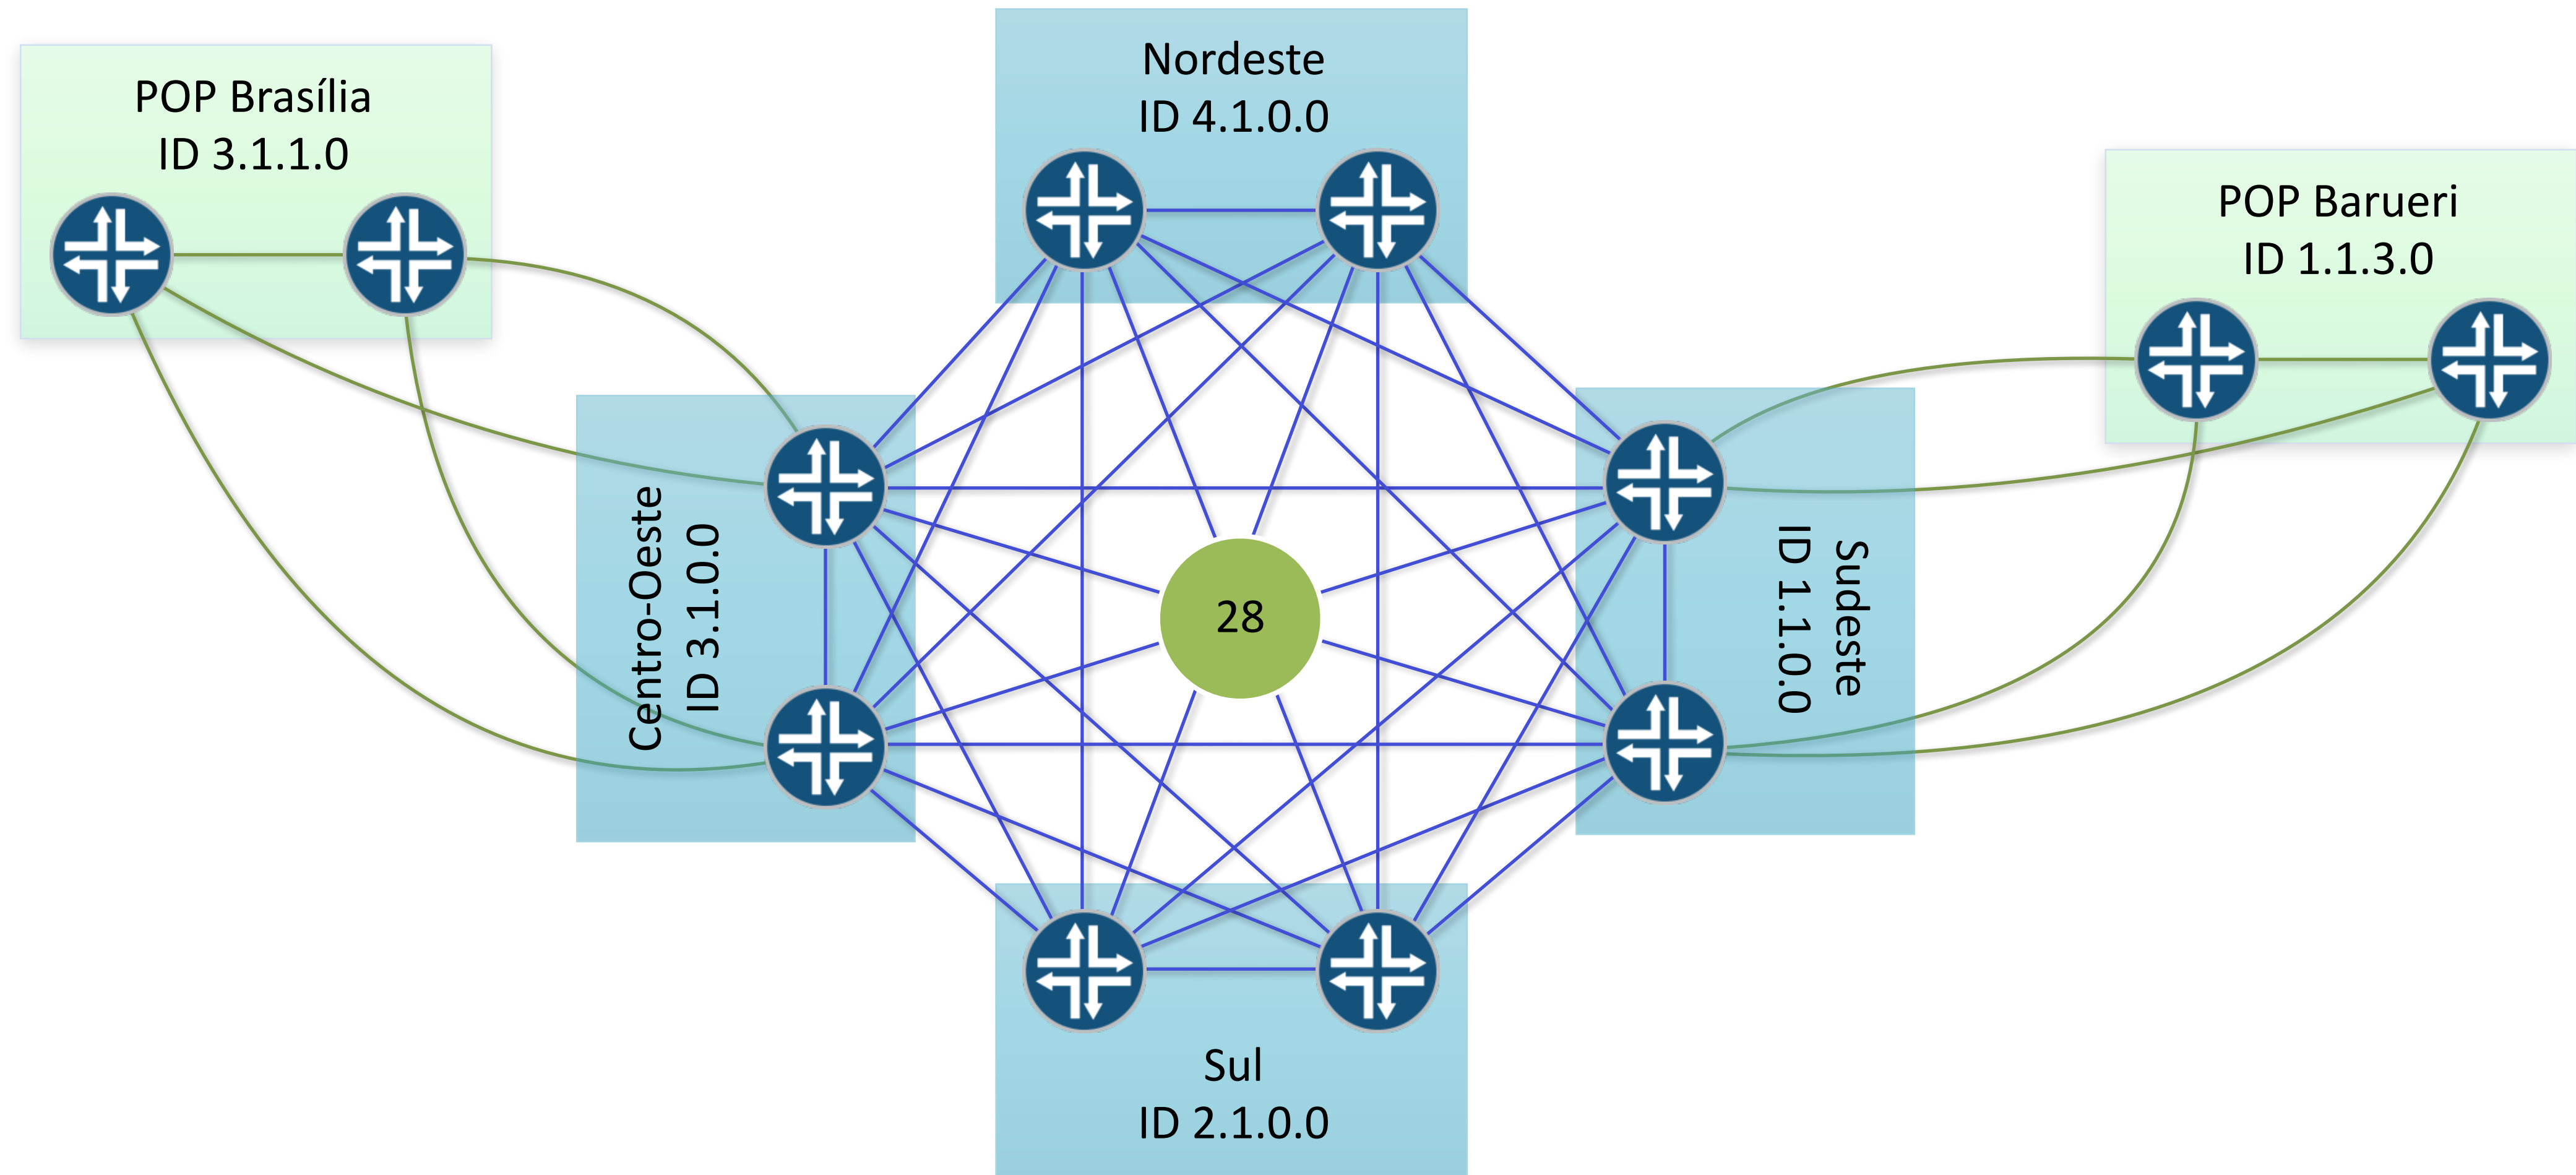 POP Brasília
ID 3.1.1.0
Nordeste
ID 4.1.0.0
POP Barueri
ID 1.1.3.0
Centro-Oeste
ID 3.1.0.0
28
Sudeste
ID 1.1.0.0
Sul
ID 2.1.0.0